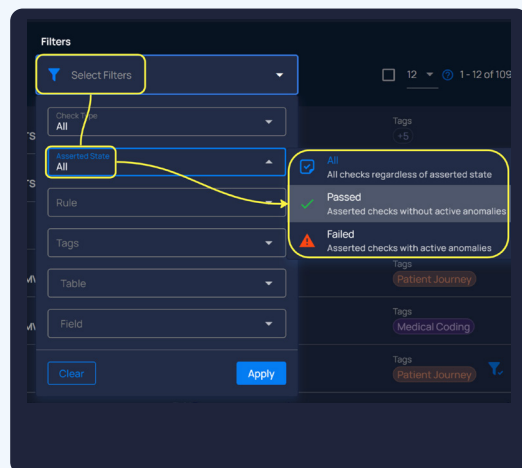 Filters
Select Filters
12
1 - 12 of 109
Check Type
All
Tags
+5
Asserted State
All
All
All checks regardless of asserted state
Rule
Passed
Asserted checks without active anomalies
Tags
Failed
Asserted checks with active anomalies
Table
Tags
Patient Journey
Field
Tags
Medical Coding
Clear
Apply
Tags
Patient Journey